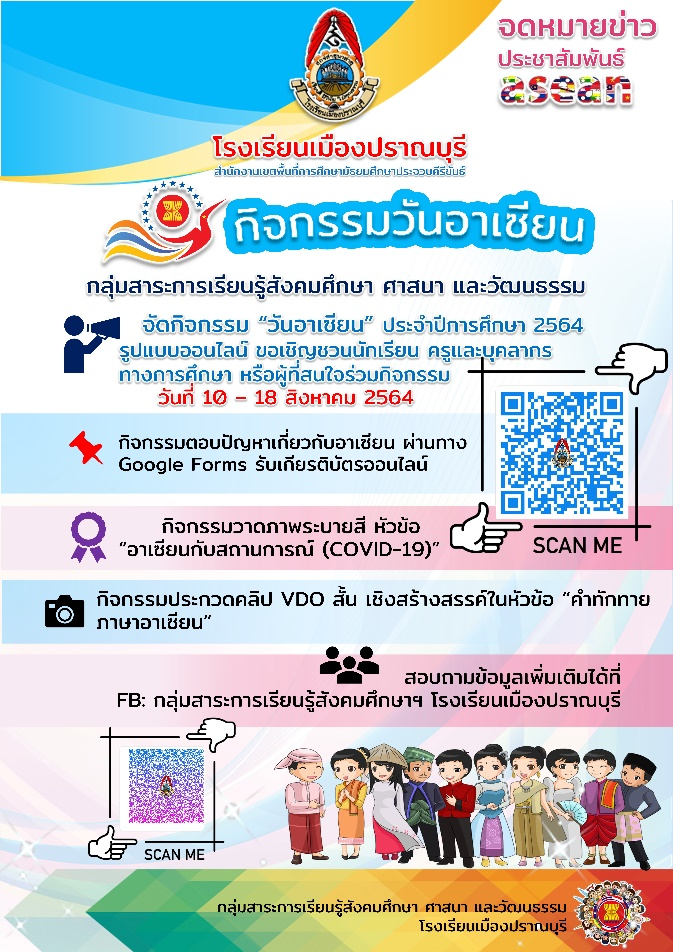 จดหมายข่าว
ประชาสัมพันธ์
asean
โรงเรียนเมืองปราณบุรี
สำนักงานเขตพื้นที่การศึกษามัธยมศึกษาประจวบคีรีขันธ์
กิจกรรมวันอาเซียน
กลุ่มสาระการเรียนรู้สังคมศึกษา ศาสนา และวัฒนธรรม
จัดกิจกรรม “วันอาเซียน” ประจำปีการศึกษา 2564
รูปแบบออนไลน์ ขอเชิญชวนนักเรียน ครูและบุคลากร
ทางการศึกษา หรือผู้ที่สนใจร่วมกิจกรรม
วันที่ 10 – 18 สิงหาคม 2564
กิจกรรมตอบปัญหาเกี่ยวกับอาเซียน ผ่านทาง
Google Forms รับเกียรติบัตรออนไลน์
กิจกรรมวาดภาพระบายสี หัวข้อ
“อาเซียนกับสถานการณ์ (COVID-19)”
SCAN ME
กิจกรรมประกวดคลิป VDO สั้น เชิงสร้างสรรค์ในหัวข้อ “คำทักทาย
ภาษาอาเซียน”
สอบถามข้อมูลเพิ่มเติมได้ที่
FB: กลุ่มสาระการเรียนรู้สังคมศึกษาฯ โรงเรียนเมืองปราณบุรี
SCAN ME
กลุ่มสาระการเรียนรู้สังคมศึกษา ศาสนา และวัฒนธรรม
โรงเรียนเมืองปราณบุรี